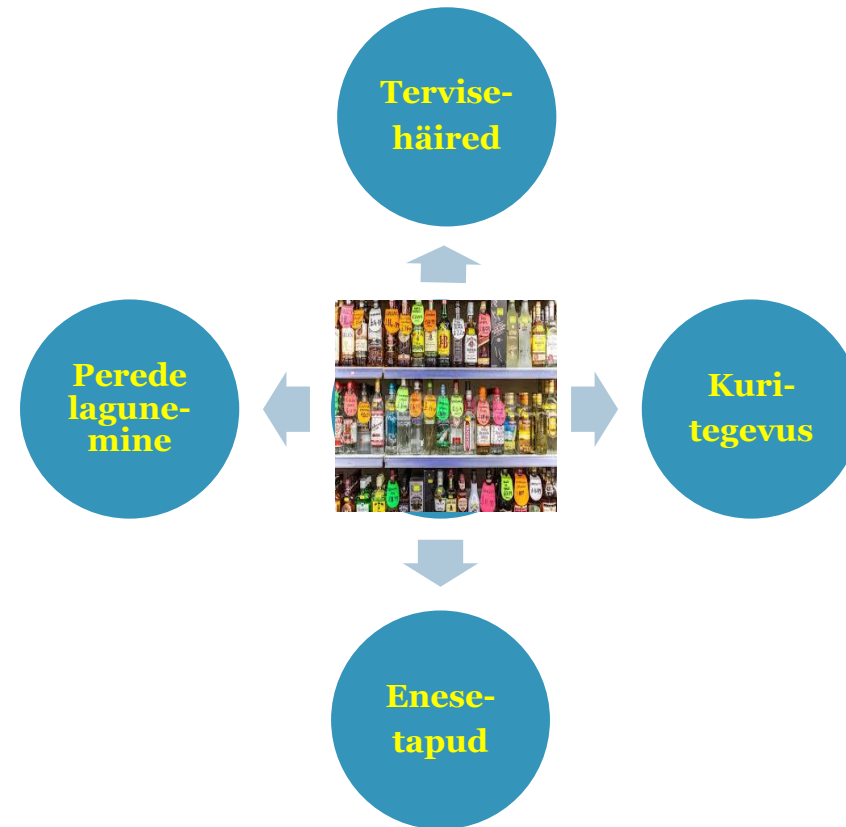 Tervise-
häired
Perede
lagune-
mine
Kuri-
tegevus
Enese-
tapud